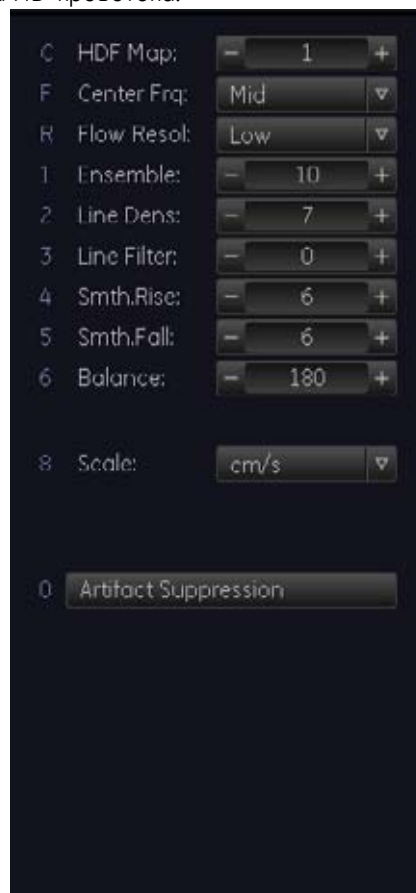 C HDF Map: − 1 +
F Center Frq: Mid
R Flow Resol: Low
1 Ensemble: − 10 +
2 Line Dens: − 7 +
3 Line Filter: − 0 +
4 Smth.Rise: − 6 +
5 Smth.Fall: − 6 +
6 Balance: − 180 +
8 Scale: cm/s
0 Artifact Suppression